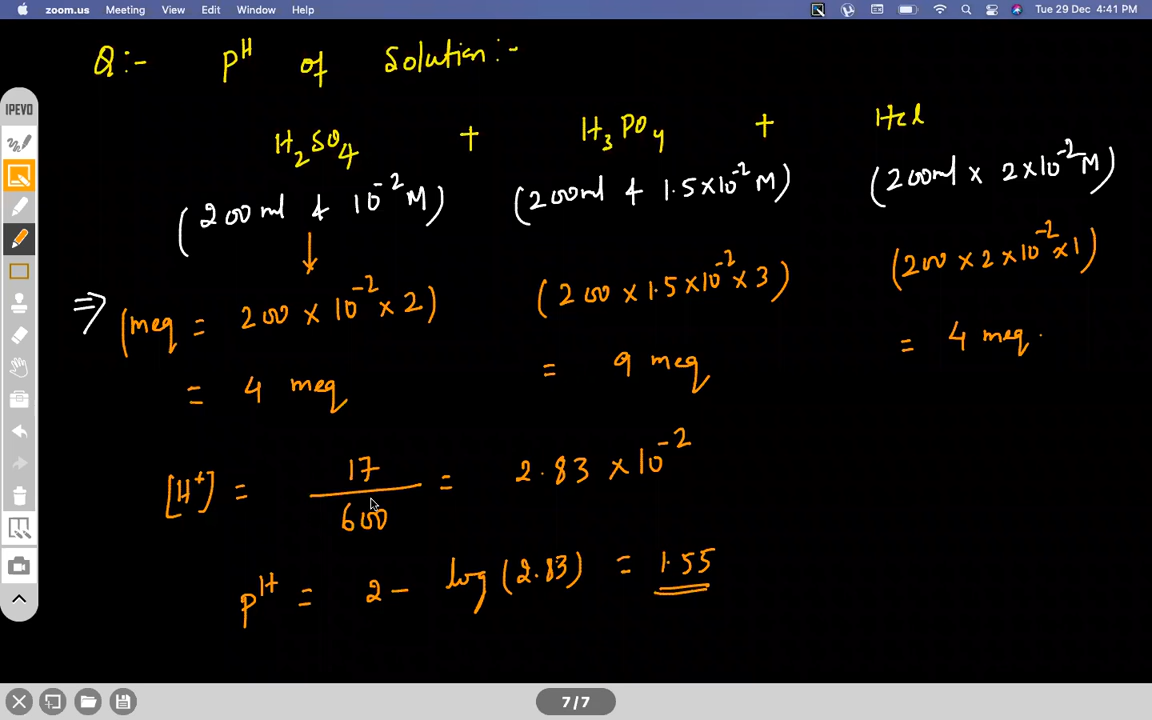 zoom.us Meeting View Edit Window Help Tue 29 Dec 4:41 PM
IPEVO
Q:- pH of Solution:-
H2SO4 + H3PO4 + Hcl
(200ml & 10^-2 M) (200ml & 1.5×10^-2 M) (200ml × 2×10^-2 M)
↓
⇒ (meq = 200 × 10^-2 × 2) (200 × 1.5×10^-2 × 3) (200 × 2×10^-2 ×1)
= 4 meq = 9 meq = 4 meq.
[H+] = 17/600 = 2.83 ×10^-2
pH = 2 - log(2.83) = 1.55
7/7